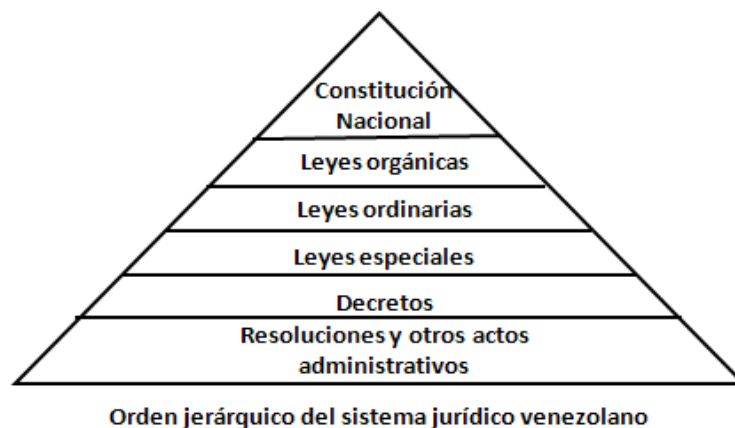 Constitución
Nacional
Leyes orgánicas
Leyes ordinarias
Leyes especiales
Decretos
Resoluciones y otros actos
administrativos
Orden jerárquico del sistema jurídico venezolano